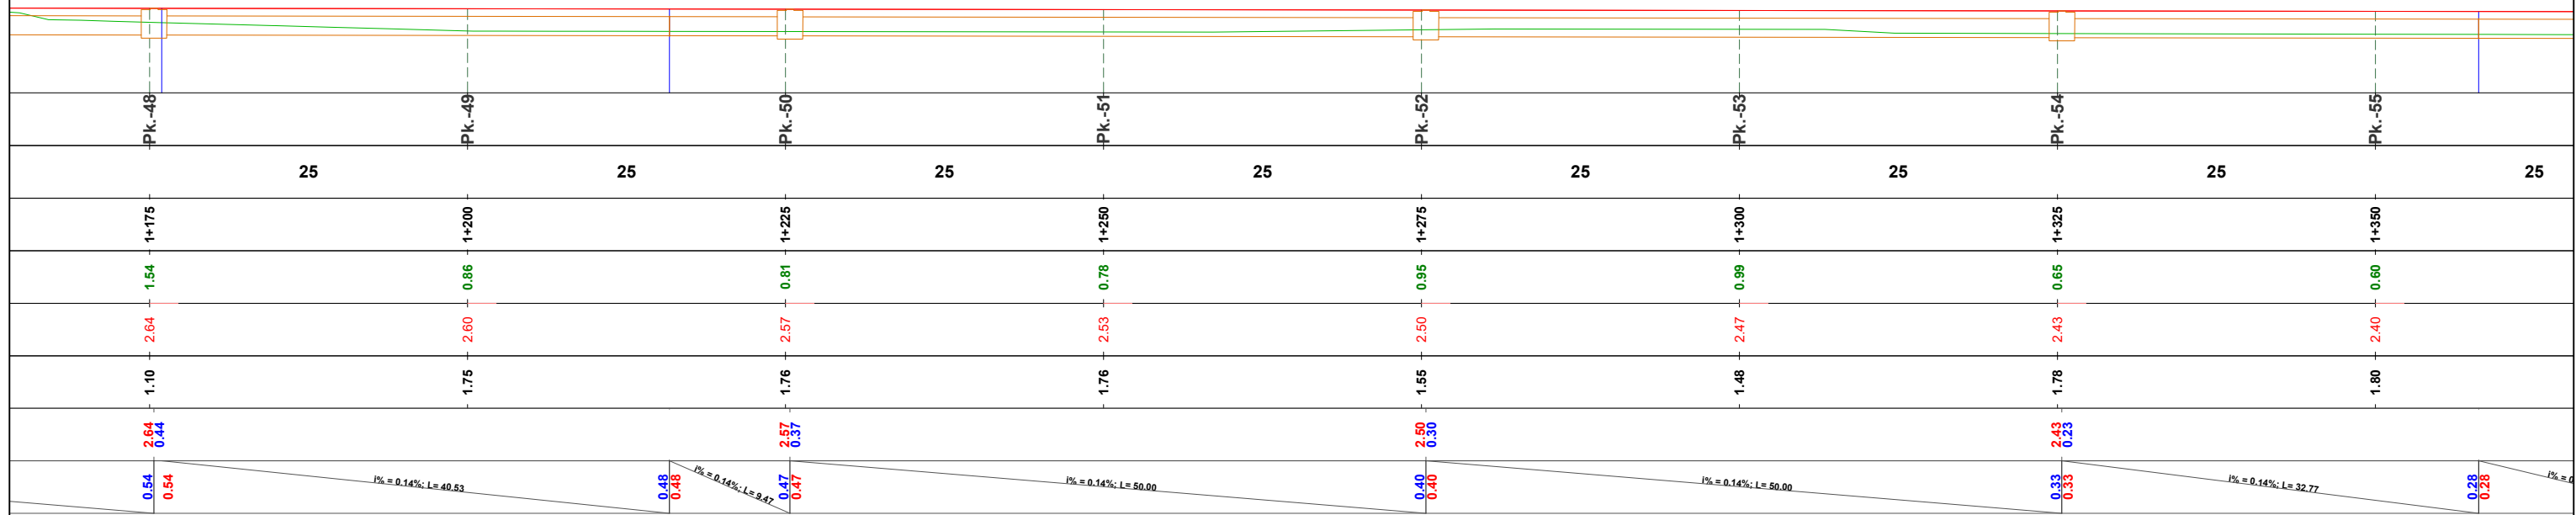 Pk.-48 Pk.-49 Pk.-50 Pk.-51 Pk.-52 Pk.-53 Pk.-54 Pk.-55
25 25 25 25 25 25 25 25
1+175 1+200 1+225 1+250 1+275 1+300 1+325 1+350
1.54 0.86 0.81 0.78 0.95 0.99 0.65 0.60
2.64 2.60 2.57 2.53 2.50 2.47 2.43 2.40
1.10 1.75 1.76 1.76 1.55 1.48 1.78 1.80
2.64 0.44 2.57 0.37 2.50 0.30 2.43 0.23
0.54 0.54 i% = 0.14%; L= 40.53 0.48 0.48 i% = 0.14%; L= 9.47 0.47 0.47 i% = 0.14%; L= 50.00 0.40 0.40 i% = 0.14%; L= 50.00 0.33 0.33 i% = 0.14%; L= 32.77 0.28 0.28 i% = 0